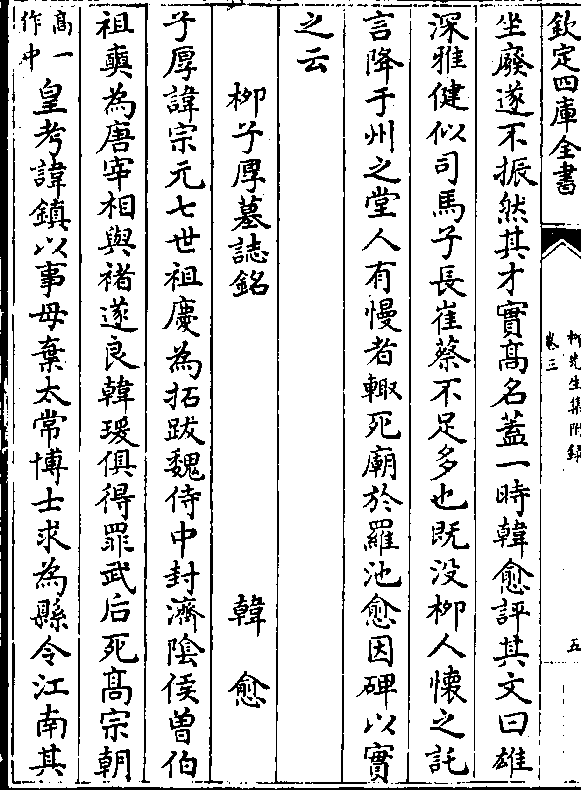 欽定四庫全書
柳先生集附録
卷三
五
坐廢遂不振然其才實髙名蓋一時韓愈評其文曰雄
深雅健似司馬子長崔蔡不足多也既没柳人懐之託
言降于州之堂人有慢者輙死廟於羅池愈因碑以實
之云
柳子厚墓誌銘
韓愈
子厚諱宗元七世祖慶為拓跋魏侍中封濟隂侯曽伯
祖奭為唐宰相與褚遂良韓瑗俱得罪武后死髙宗朝
髙一
作中
皇考諱鎮以事母棄太常博士求為縣令江南其